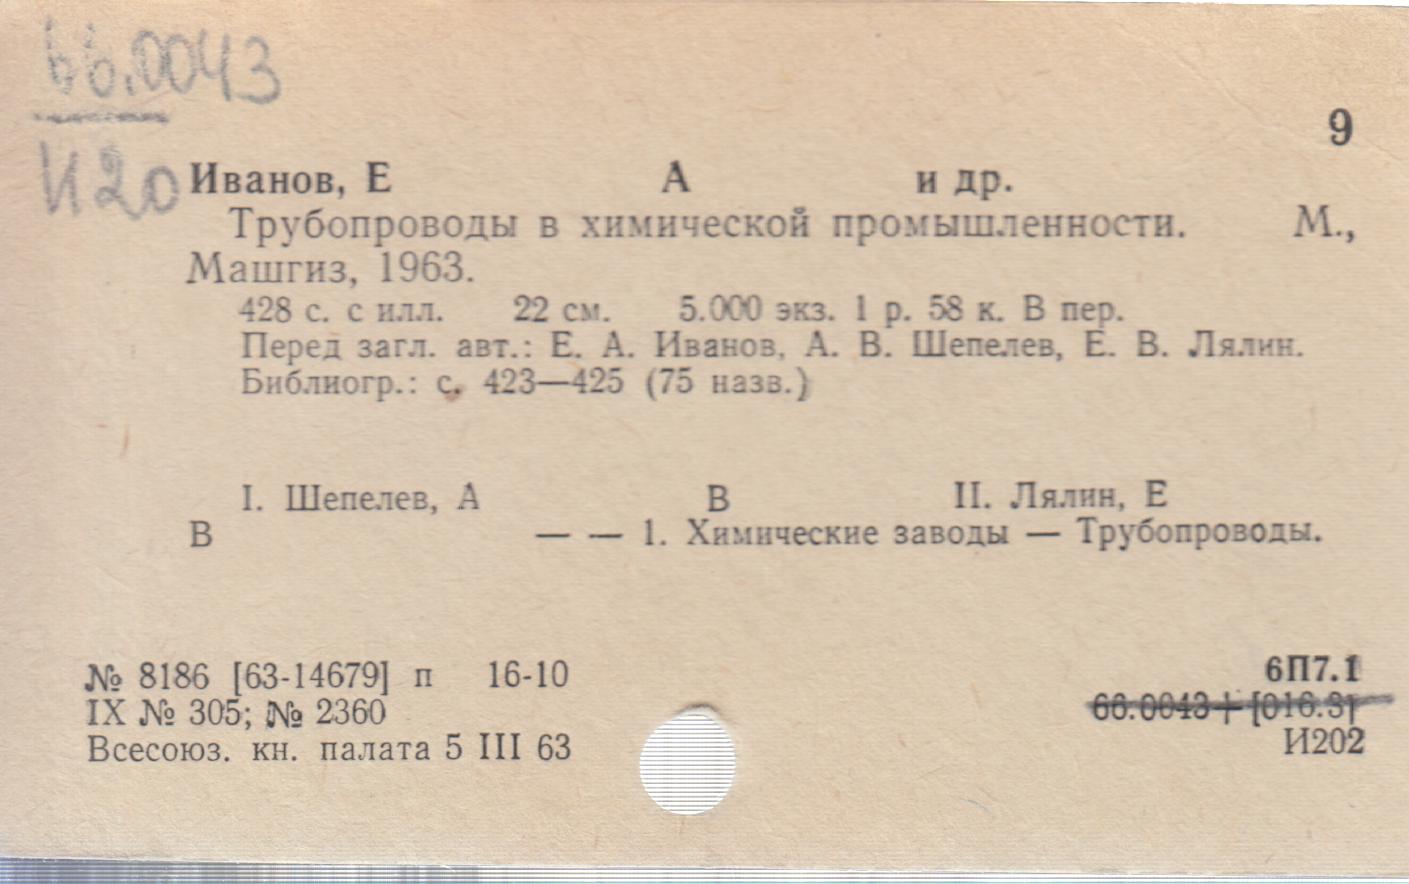 66.0043
И20
9
Иванов, Е А и др.
Трубопроводы в химической промышленности. М.,
Машгиз, 1963.
428 с. с илл. 22 см. 5.000 экз. 1 р. 58 к. В пер.
Перед загл. авт.: Е. А. Иванов, А. В. Шепелев, Е. В. Лялин.
Библиогр.: с. 423—425 (75 назв.)
I. Шепелев, А В II. Лялин, Е
В — — 1. Химические заводы — Трубопроводы.
№ 8186 [63-14679] п 16-10
IX № 305; № 2360
Всесоюз. кн. палата 5 III 63
6П7.1
66.0043+[016.3]
И202